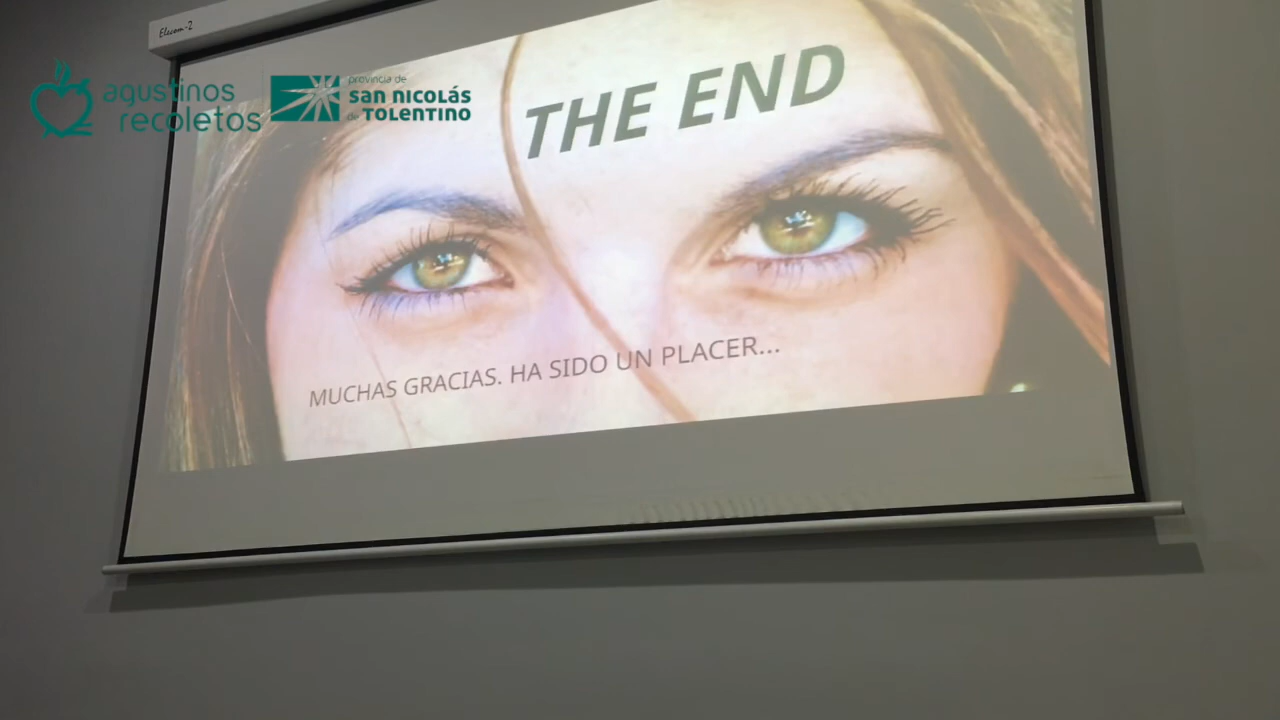 Elecom-2
agustinos
recoletos
provincia de
SAN NICOLÁS
de TOLENTINO
THE END
MUCHAS GRACIAS. HA SIDO UN PLACER...